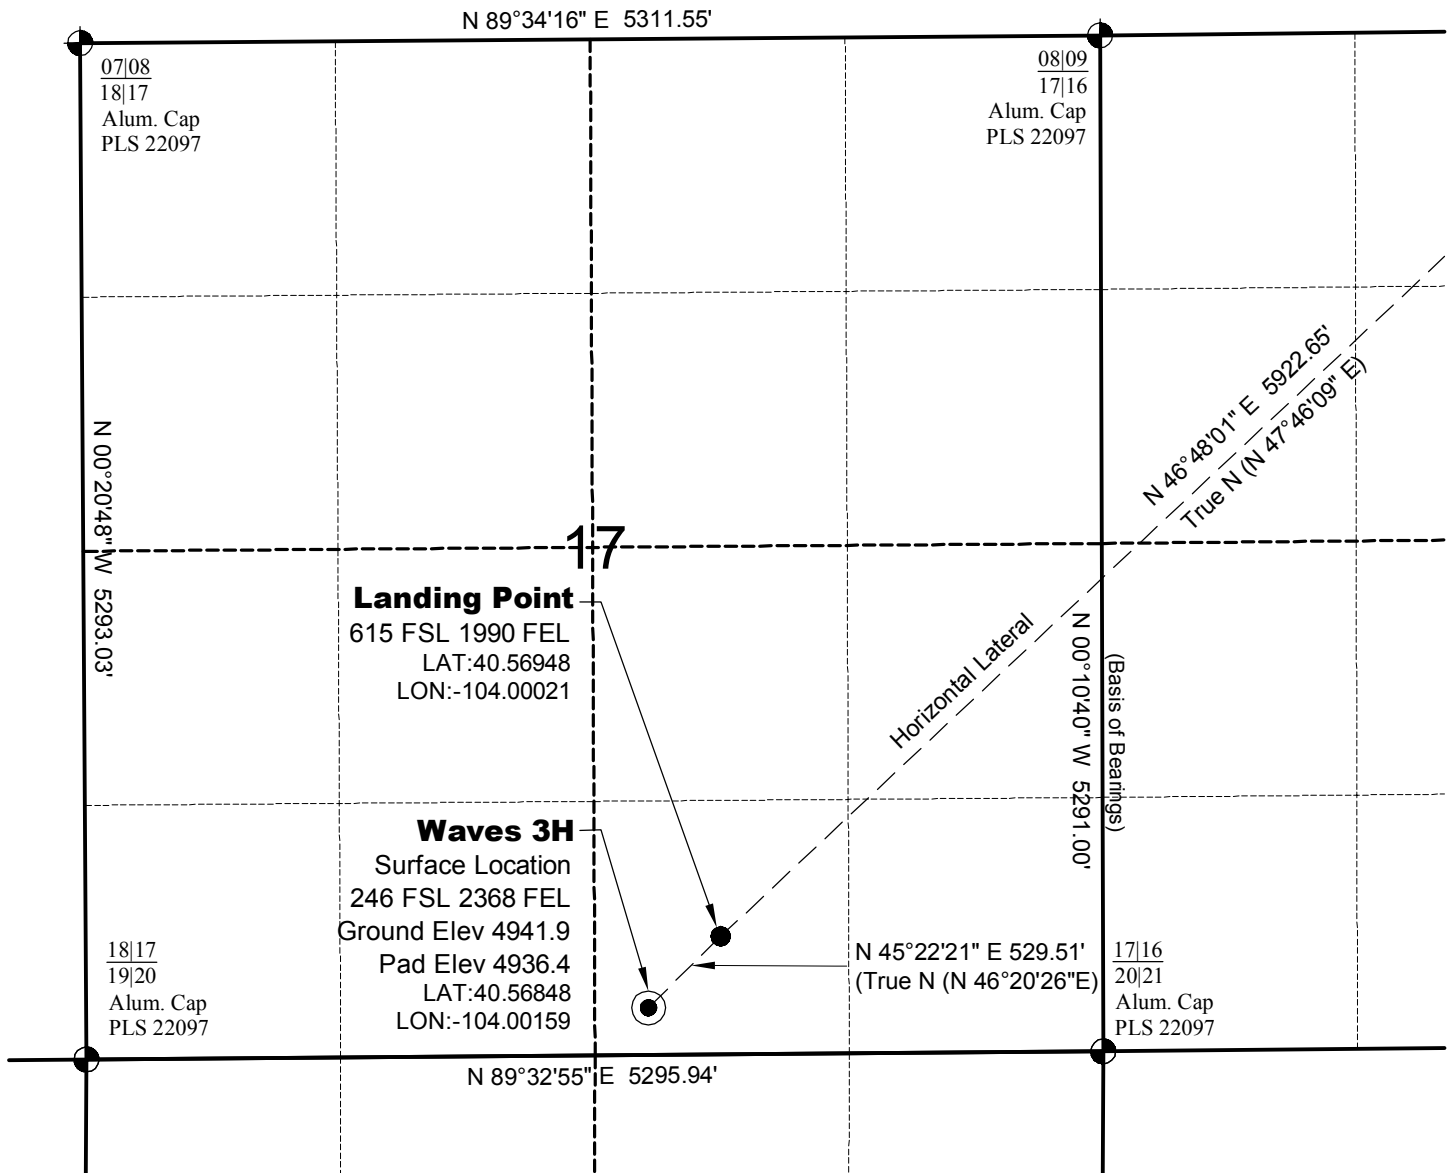 N 89°34'16" E 5311.55'
07|08
18|17
Alum. Cap
PLS 22097
08|09
17|16
Alum. Cap
PLS 22097
N 46°48'01" E 5922.65'
True N (N 47°46'09" E)
N 00°20'48" W 5293.03'
17
Landing Point
615 FSL 1990 FEL
LAT:40.56948
LON:-104.00021
Horizontal Lateral
N 00°10'40" W 5291.00'
(Basis of Bearings)
Waves 3H
Surface Location
246 FSL 2368 FEL
Ground Elev 4941.9
Pad Elev 4936.4
LAT:40.56848
LON:-104.00159
N 45°22'21" E 529.51'
(True N (N 46°20'26"E)
18|17
19|20
Alum. Cap
PLS 22097
17|16
20|21
Alum. Cap
PLS 22097
N 89°32'55" E 5295.94'